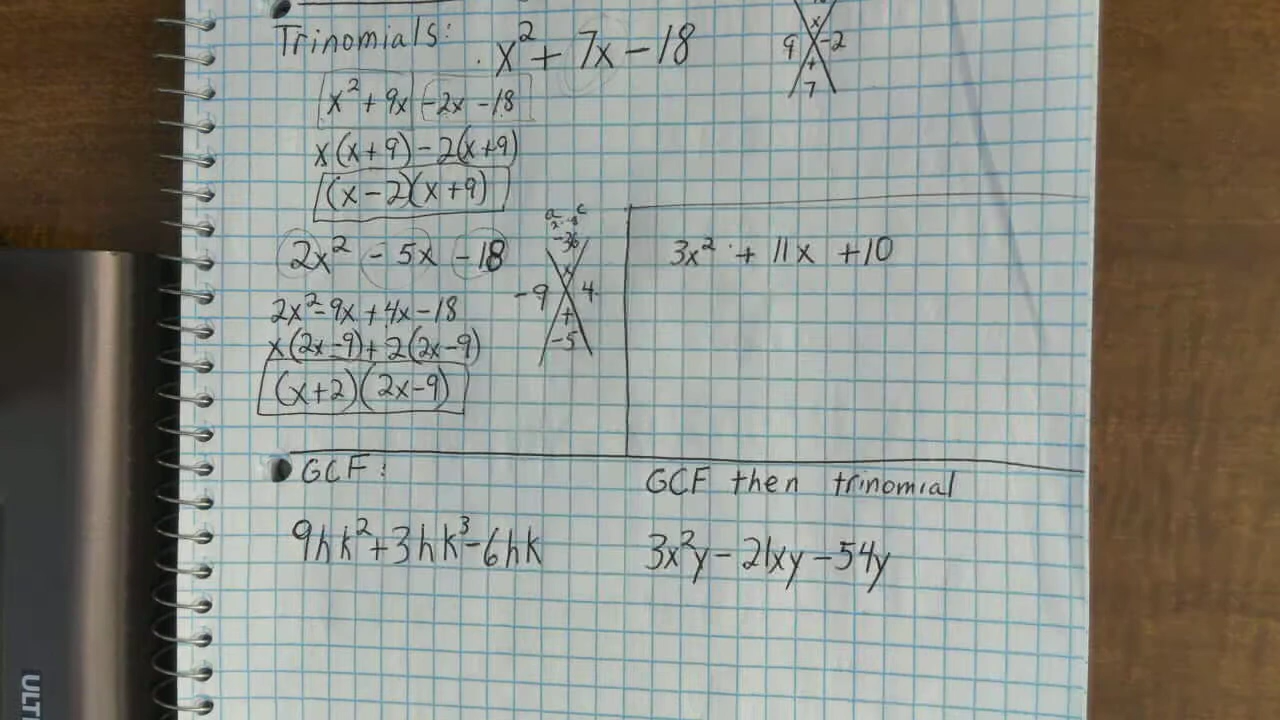 Trinomials: x² + 7x - 18
x
9 -2
+
7
x² + 9x - 2x - 18
x(x + 9) - 2(x + 9)
(x - 2)(x + 9)
2x² - 5x - 18
a c
-36
x
-9 4
+
-5
2x² - 9x + 4x - 18
x(2x - 9) + 2(2x - 9)
(x + 2)(2x - 9)
3x² + 11x + 10
GCF:
9hk² + 3hk³ - 6hk
GCF then trinomial
3x²y - 21xy - 54y